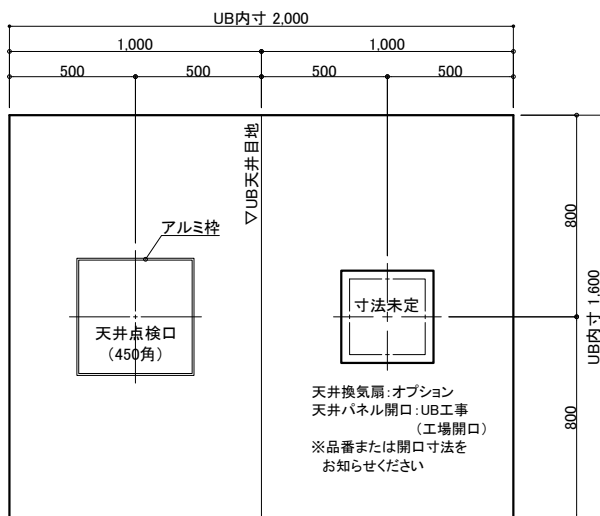 UB内寸 2,000
1,000
1,000
500
500
500
500
▽UB天井目地
800
UB内寸 1,600
800
アルミ枠
天井点検口
(450角)
寸法未定
天井換気扇:オプション
天井パネル開口:UB工事
(工場開口)
※品番または開口寸法を
お知らせください